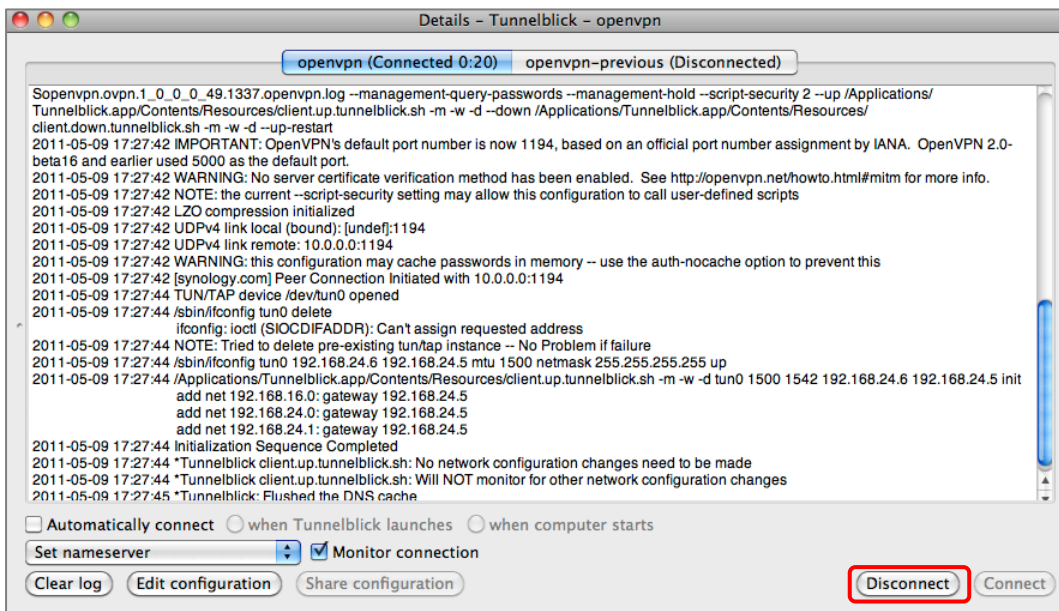 Details - Tunnelblick - openvpn
openvpn (Connected 0:20) openvpn-previous (Disconnected)
Sopenvpn.ovpn.1_0_0_0_49.1337.openvpn.log --management-query-passwords --management-hold --script-security 2 --up /Applications/
Tunnelblick.app/Contents/Resources/client.up.tunnelblick.sh -m -w -d --down /Applications/Tunnelblick.app/Contents/Resources/
client.down.tunnelblick.sh -m -w -d --up-restart
2011-05-09 17:27:42 IMPORTANT: OpenVPN's default port number is now 1194, based on an official port number assignment by IANA.  OpenVPN 2.0-
beta16 and earlier used 5000 as the default port.
2011-05-09 17:27:42 WARNING: No server certificate verification method has been enabled.  See http://openvpn.net/howto.html#mitm for more info.
2011-05-09 17:27:42 NOTE: the current --script-security setting may allow this configuration to call user-defined scripts
2011-05-09 17:27:42 LZO compression initialized
2011-05-09 17:27:42 UDPv4 link local (bound): [undef]:1194
2011-05-09 17:27:42 UDPv4 link remote: 10.0.0.0:1194
2011-05-09 17:27:42 WARNING: this configuration may cache passwords in memory -- use the auth-nocache option to prevent this
2011-05-09 17:27:42 [synology.com] Peer Connection Initiated with 10.0.0.0:1194
2011-05-09 17:27:44 TUN/TAP device /dev/tun0 opened
2011-05-09 17:27:44 /sbin/ifconfig tun0 delete
ifconfig: ioctl (SIOCDIFADDR): Can't assign requested address
2011-05-09 17:27:44 NOTE: Tried to delete pre-existing tun/tap instance -- No Problem if failure
2011-05-09 17:27:44 /sbin/ifconfig tun0 192.168.24.6 192.168.24.5 mtu 1500 netmask 255.255.255.255 up
2011-05-09 17:27:44 /Applications/Tunnelblick.app/Contents/Resources/client.up.tunnelblick.sh -m -w -d tun0 1500 1542 192.168.24.6 192.168.24.5 init
add net 192.168.16.0: gateway 192.168.24.5
add net 192.168.24.0: gateway 192.168.24.5
add net 192.168.24.1: gateway 192.168.24.5
2011-05-09 17:27:44 Initialization Sequence Completed
2011-05-09 17:27:44 *Tunnelblick client.up.tunnelblick.sh: No network configuration changes need to be made
2011-05-09 17:27:44 *Tunnelblick client.up.tunnelblick.sh: Will NOT monitor for other network configuration changes
2011-05-09 17:27:45 *Tunnelblick: Flushed the DNS cache
Automatically connect when Tunnelblick launches when computer starts
Set nameserver Monitor connection
Clear log Edit configuration Share configuration Disconnect Connect